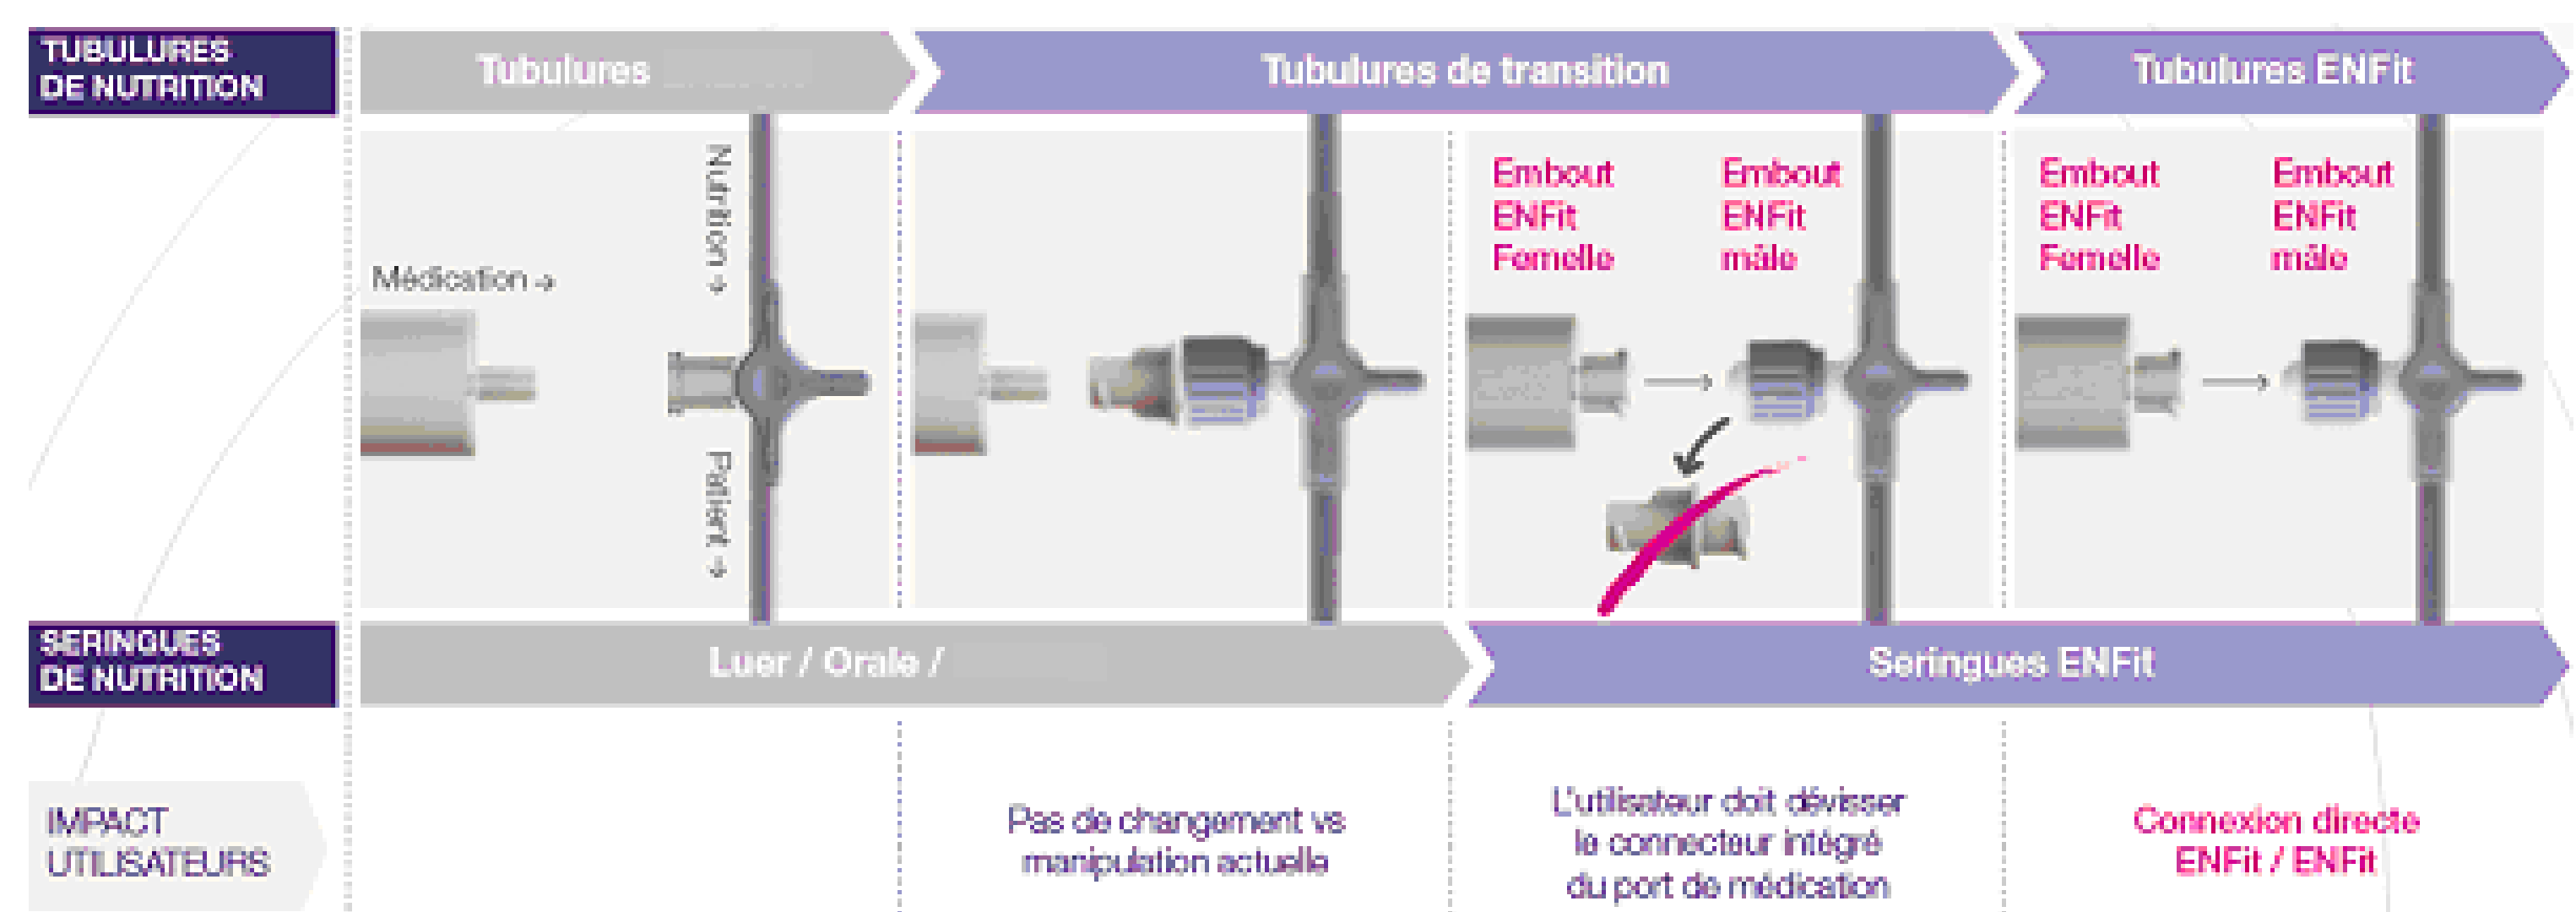 TUBULURES
DE NUTRITION
Tubulures
Tubulures de transition
Tubulures ENFit
Médication →
Nutrition →
Patient →
Embout
ENFit
Femelle
Embout
ENFit
mâle
Embout
ENFit
Femelle
Embout
ENFit
mâle
SERINGUES
DE NUTRITION
Luer / Orale /
Seringues ENFit
IMPACT
UTILISATEURS
Pas de changement vs
manipulation actuelle
L'utilisateur doit dévisser
le connecteur intégré
du port de médication
Connexion directe
ENFit / ENFit